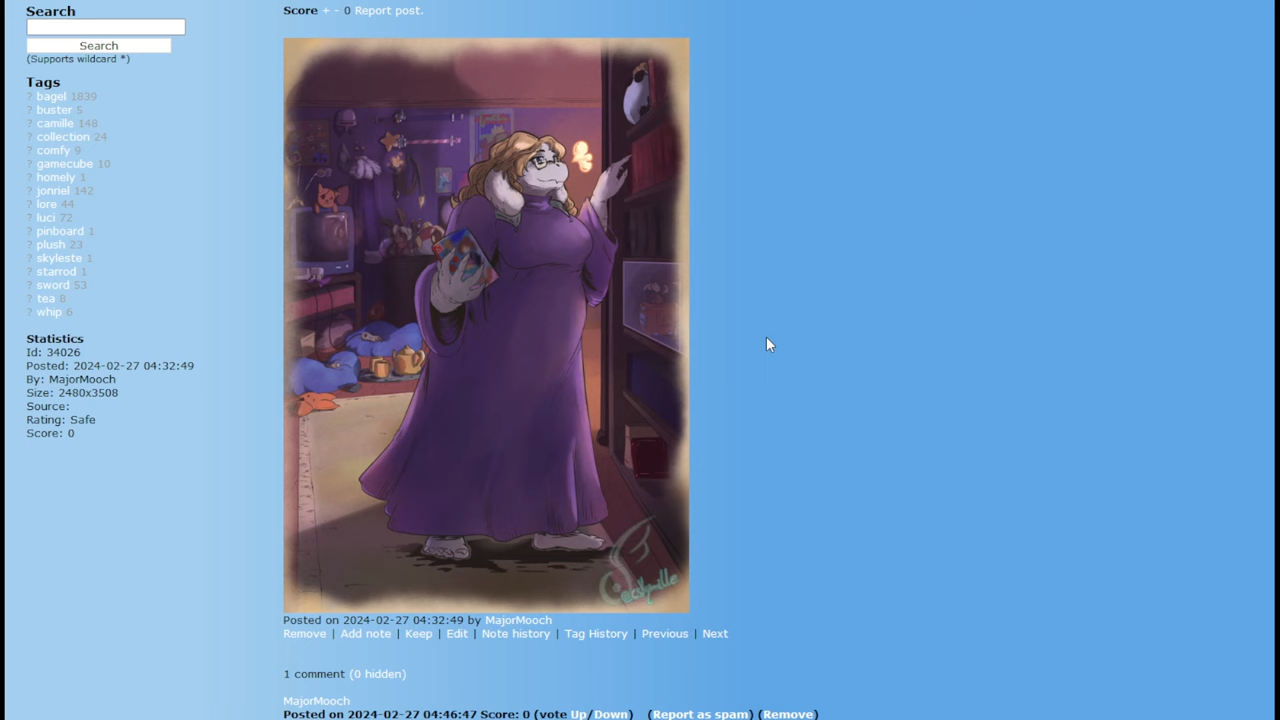 Search
Search
(Supports wildcard *)
Tags
? bagel 1839
? buster 5
? camille 148
? collection 24
? comfy 9
? gamecube 10
? homely 1
? jonriel 142
? lore 44
? luci 72
? pinboard 1
? plush 23
? skyleste 1
? starrod 1
? sword 53
? tea 8
? whip 6
Statistics
Id: 34026
Posted: 2024-02-27 04:32:49
By: MajorMooch
Size: 2480x3508
Source:
Rating: Safe
Score: 0
Score + - 0 Report post.
Posted on 2024-02-27 04:32:49 by MajorMooch
Remove | Add note | Keep | Edit | Note history | Tag History | Previous | Next
1 comment (0 hidden)
MajorMooch
Posted on 2024-02-27 04:46:47 Score: 0 (vote Up/Down) (Report as spam) (Remove)